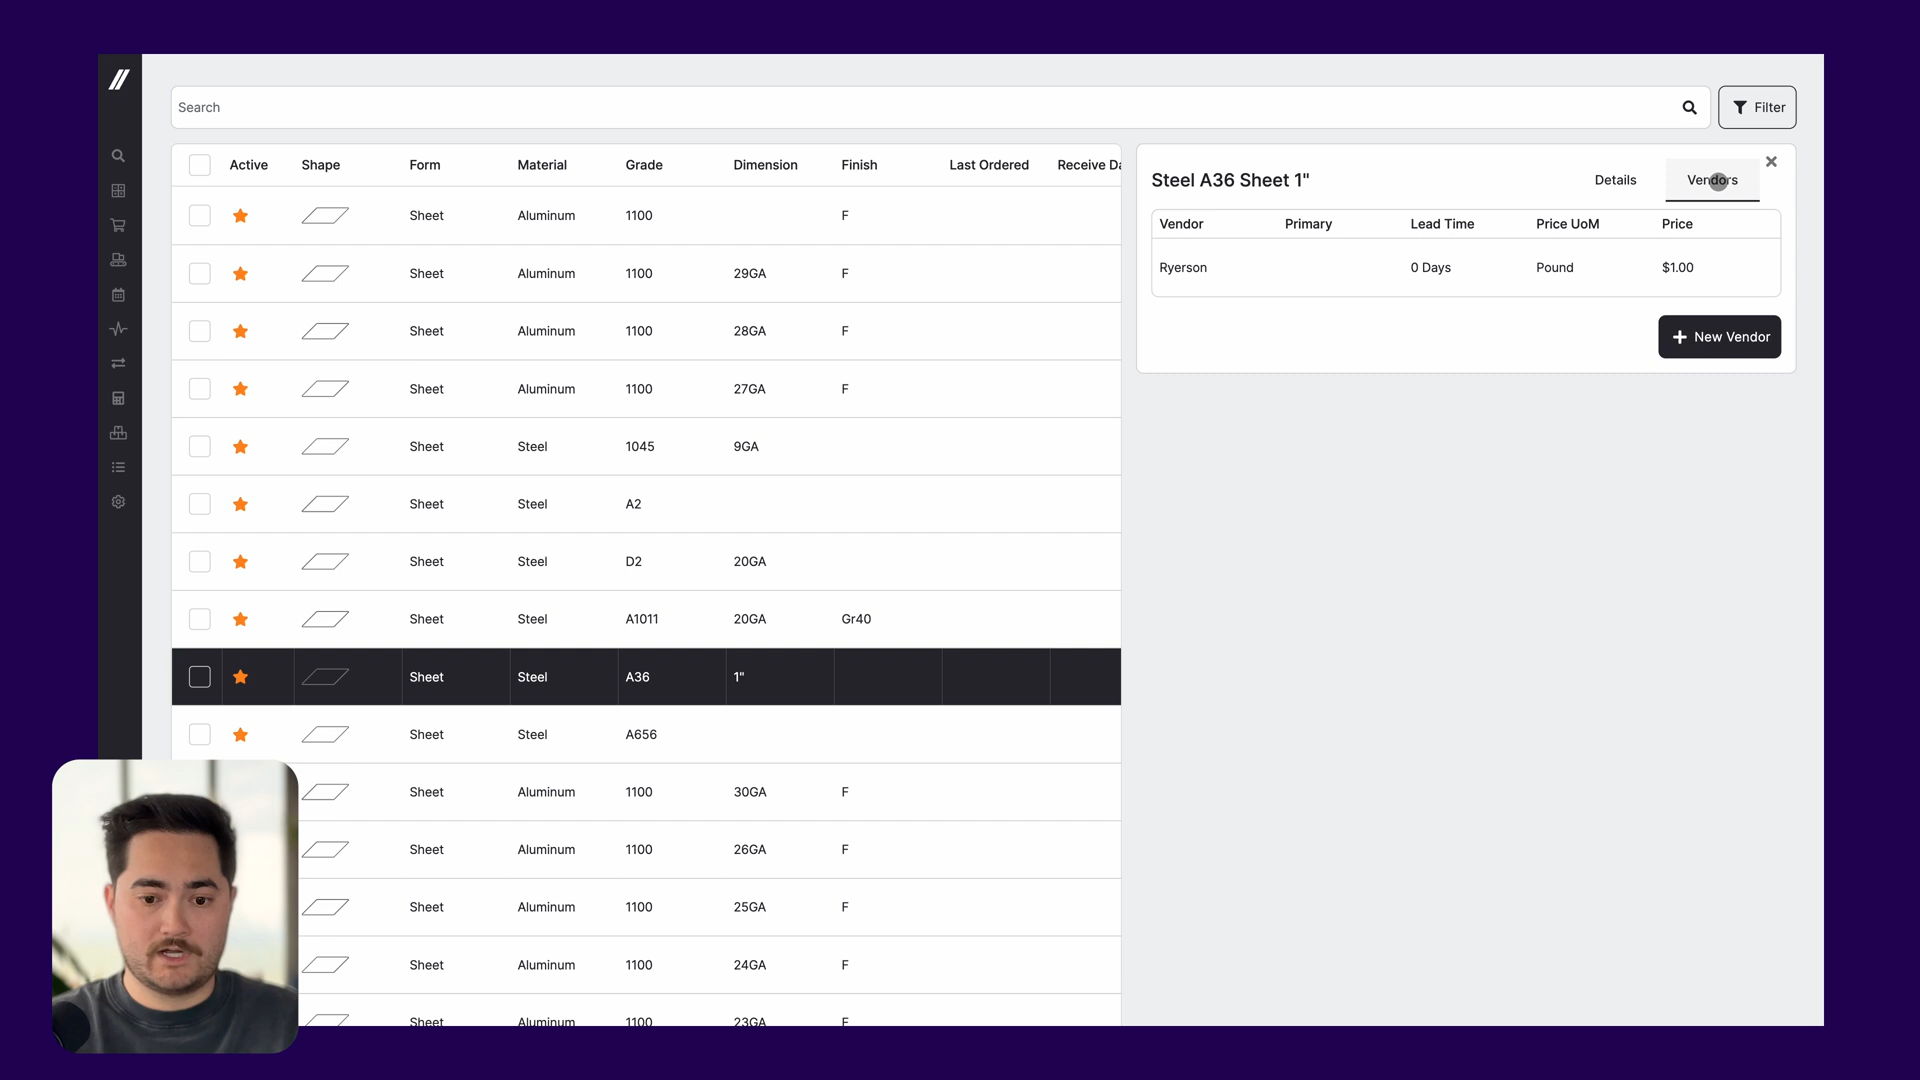 Search
Filter
Active Shape Form Material Grade Dimension Finish Last Ordered Receive Da
Sheet Aluminum 1100 F
Sheet Aluminum 1100 29GA F
Sheet Aluminum 1100 28GA F
Sheet Aluminum 1100 27GA F
Sheet Steel 1045 9GA
Sheet Steel A2
Sheet Steel D2 20GA
Sheet Steel A1011 20GA Gr40
Sheet Steel A36 1"
Sheet Steel A656
Sheet Aluminum 1100 30GA F
Sheet Aluminum 1100 26GA F
Sheet Aluminum 1100 25GA F
Sheet Aluminum 1100 24GA F
Sheet Aluminum 1100 23GA F
Steel A36 Sheet 1"
Details Vendors
Vendor Primary Lead Time Price UoM Price
Ryerson 0 Days Pound $1.00
New Vendor